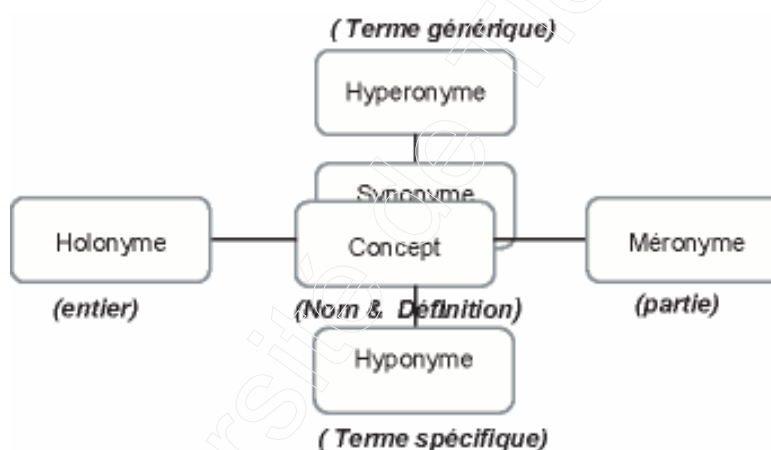 ( Terme générique)
Hyperonyme
Synonyme
Holonyme
Concept
Méronyme
(entier)
(Nom & Définition)
(partie)
Hyponyme
( Terme spécifique)